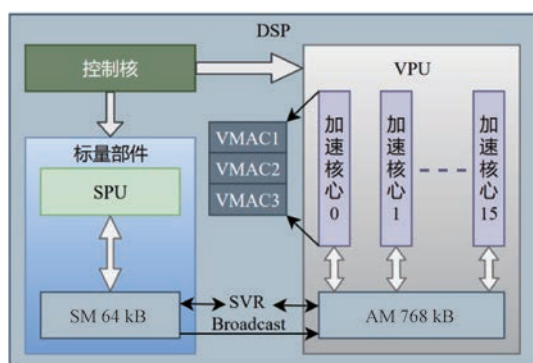 DSP
控制核
VPU
标量部件
SPU
SM 64 kB
VMAC1
VMAC2
VMAC3
加速核心0
加速核心1
加速核心15
SVR
Broadcast
AM 768 kB